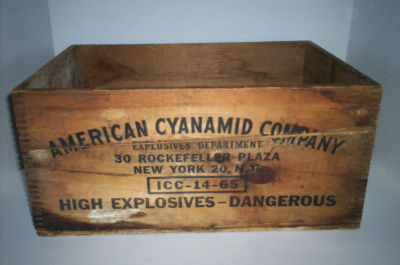 AMERICAN CYANAMID COMPANY
EXPLOSIVES DEPARTMENT
30 ROCKEFELLER PLAZA
NEW YORK 20, N.Y.
ICC-14-65
HIGH EXPLOSIVES-DANGEROUS